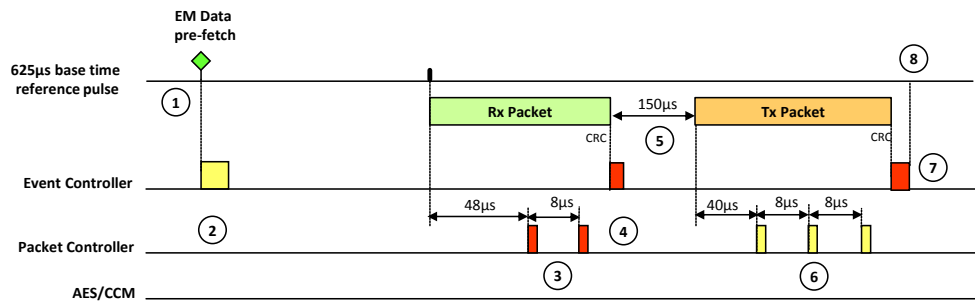 EM Data
pre-fetch
8
625µs base time
reference pulse
1
150µs
Rx Packet
Tx Packet
CRC
5
CRC
7
Event Controller
48µs
8µs
40µs
8µs
8µs
2
4
Packet Controller
3
6
AES/CCM